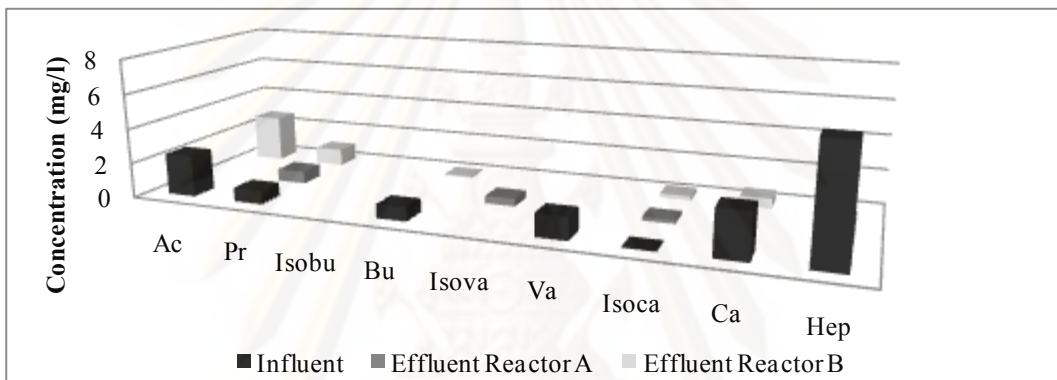 Concentration (mg/l)
8
6
4
2
0
Ac
Pr
Isobu
Bu
Isova
Va
Isoca
Ca
Hep
Influent
Effluent Reactor A
Effluent Reactor B